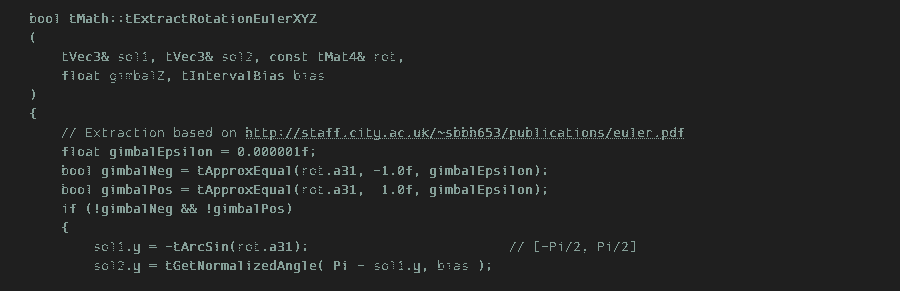 bool tMath::tExtractRotationEulerXYZ
(
    tVec3& sol1, tVec3& sol2, const tMat4& rot,
    float gimbalZ, tIntervalBias bias
)
{
    // Extraction based on http://staff.city.ac.uk/~sbbh653/publications/euler.pdf
    float gimbalEpsilon = 0.000001f;
    bool gimbalNeg = tApproxEqual(rot.a31, -1.0f, gimbalEpsilon);
    bool gimbalPos = tApproxEqual(rot.a31,  1.0f, gimbalEpsilon);
    if (!gimbalNeg && !gimbalPos)
    {
        sol1.y = -tArcSin(rot.a31);                         // [-Pi/2, Pi/2]
        sol2.y = tGetNormalizedAngle( Pi - sol1.y, bias );